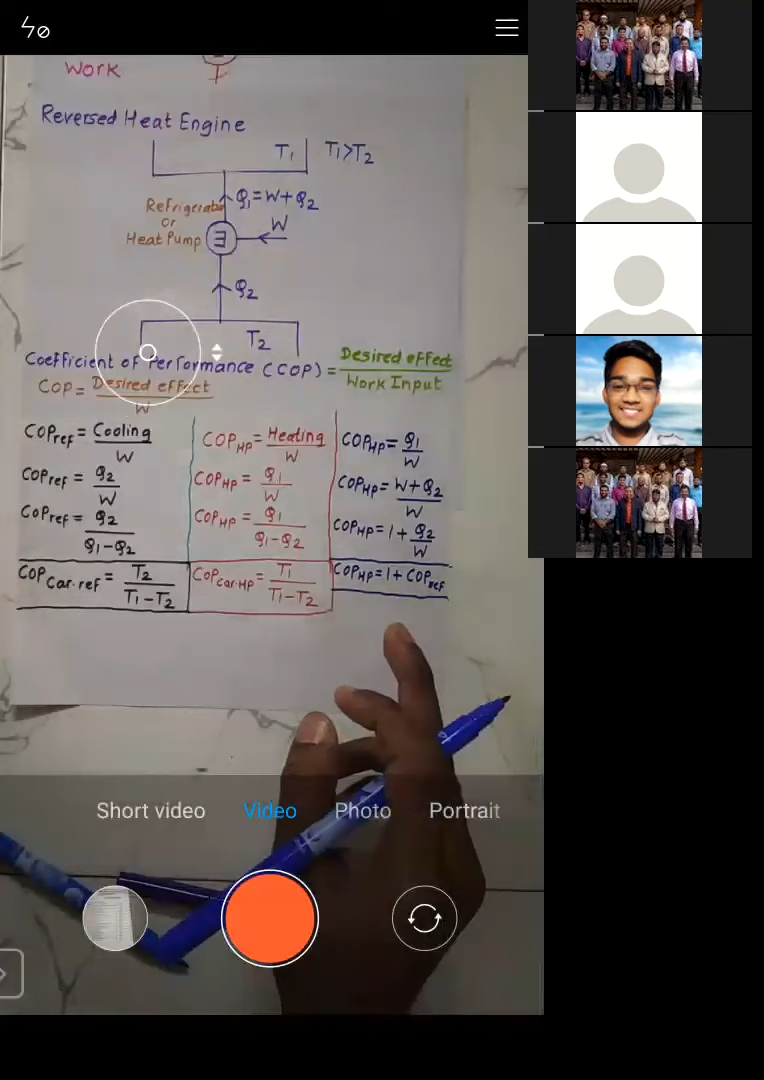 Work
Reversed Heat Engine
T1
T1>T2
Q1=W+Q2
Refrigerator
Or
Heat Pump
W
E
Q2
T2
Coefficient of Performance (COP) = Desired effect / Work Input
COP = Desired effect / W
COPref = Cooling / W
COPref = Q2 / W
COPref = Q2 / Q1-Q2
COPCar.ref = T2 / T1-T2
COPHP = Heating / W
COPHP = Q1 / W
COPHP = Q1 / Q1-Q2
COPCar.HP = T1 / T1-T2
COPHP = Q1 / W
COPHP = W+Q2 / W
COPHP = 1+ Q2 / W
COPHP = 1+ COPref
Short video Video Photo Portrait